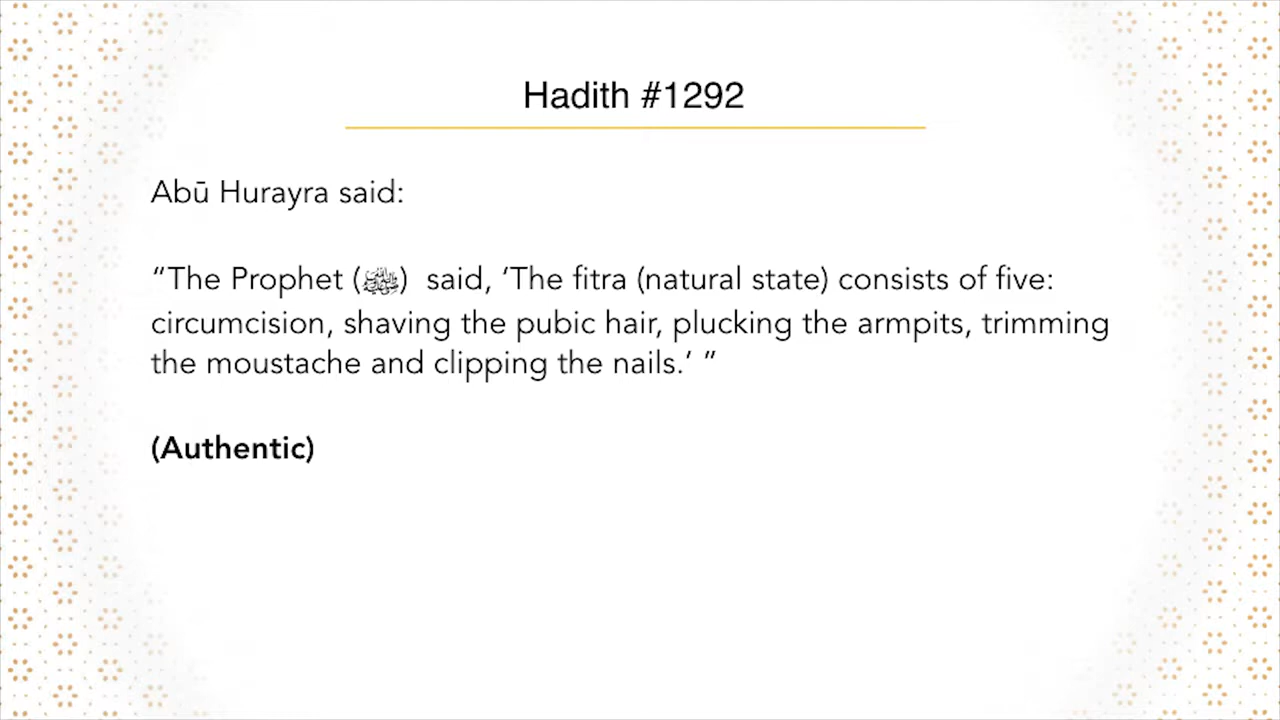 Hadith #1292
Abū Hurayra said:
“The Prophet (ﷺ) said, ‘The fitra (natural state) consists of five:
circumcision, shaving the pubic hair, plucking the armpits, trimming
the moustache and clipping the nails.’ ”
(Authentic)